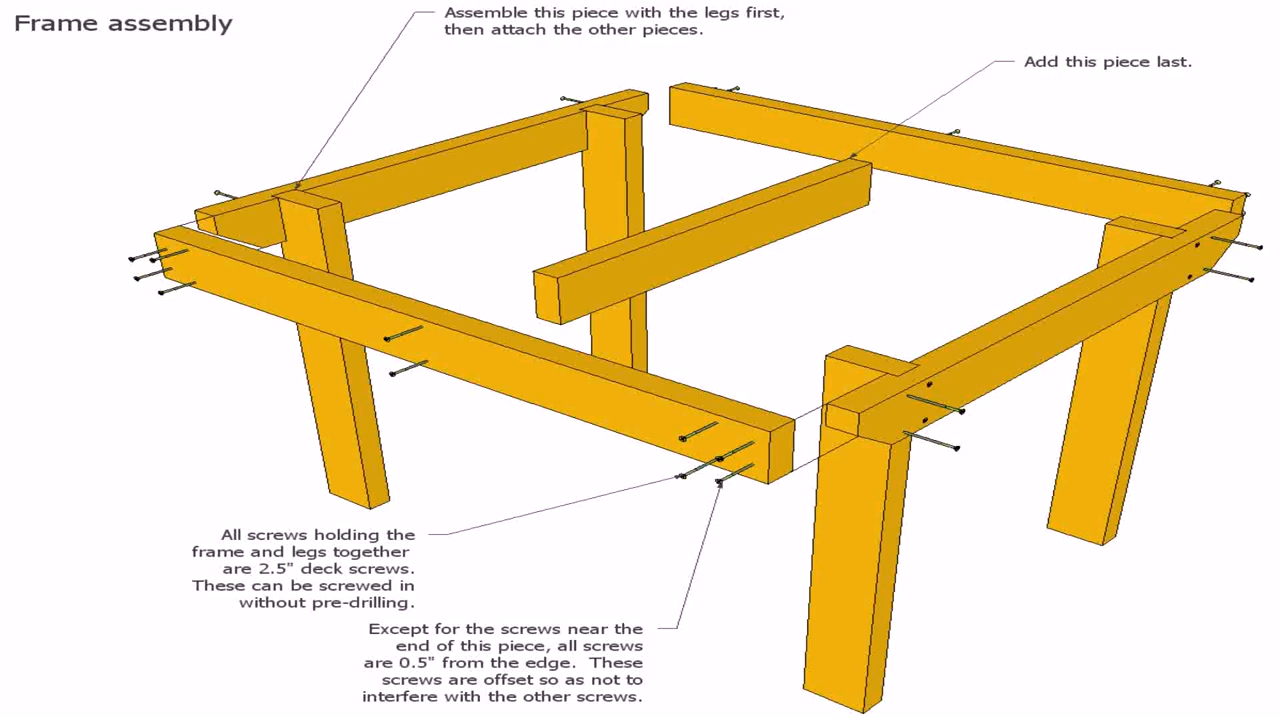 Frame assembly
Assemble this piece with the legs first,
then attach the other pieces.
Add this piece last.
All screws holding the
frame and legs together
are 2.5" deck screws.
These can be screwed in
without pre-drilling.
Except for the screws near the
end of this piece, all screws
are 0.5" from the edge.  These
screws are offset so as not to
interfere with the other screws.